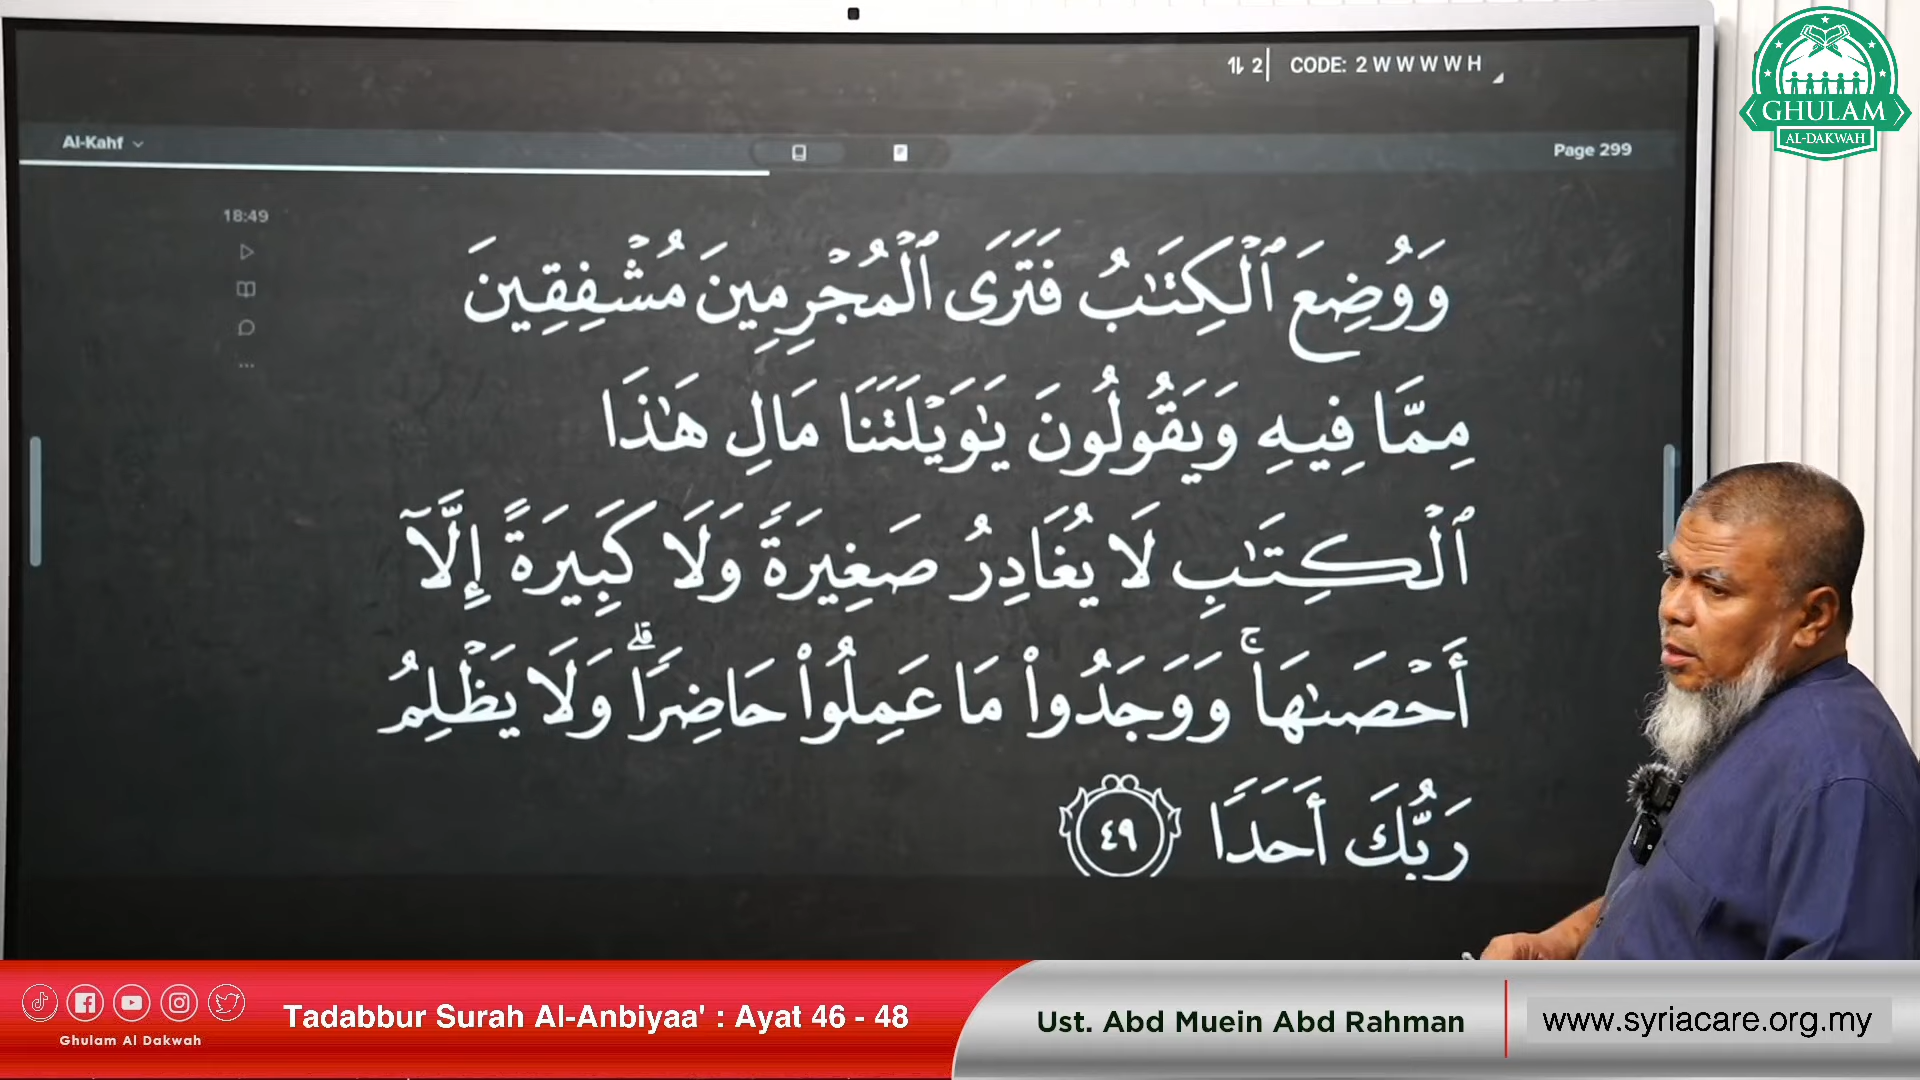 ⇅ 2 | CODE: 2WWWWH
GHULAM
AL-DAKWAH
Al-Kahf
Page 299
18:49
وَوُضِعَ ٱلْكِتَـٰبُ فَتَرَى ٱلْمُجْرِمِينَ مُشْفِقِينَ
مِمَّا فِيهِ وَيَقُولُونَ يَـٰوَيْلَتَنَا مَالِ هَـٰذَا
ٱلْكِتَـٰبِ لَا يُغَادِرُ صَغِيرَةً وَلَا كَبِيرَةً إِلَّآ
أَحْصَىٰهَا ۚ وَوَجَدُوا۟ مَا عَمِلُوا۟ حَاضِرًا ۗ وَلَا يَظْلِمُ
رَبُّكَ أَحَدًا ٤٩
Ghulam Al Dakwah
Tadabbur Surah Al-Anbiyaa' : Ayat 46 - 48
Ust. Abd Muein Abd Rahman
www.syriacare.org.my